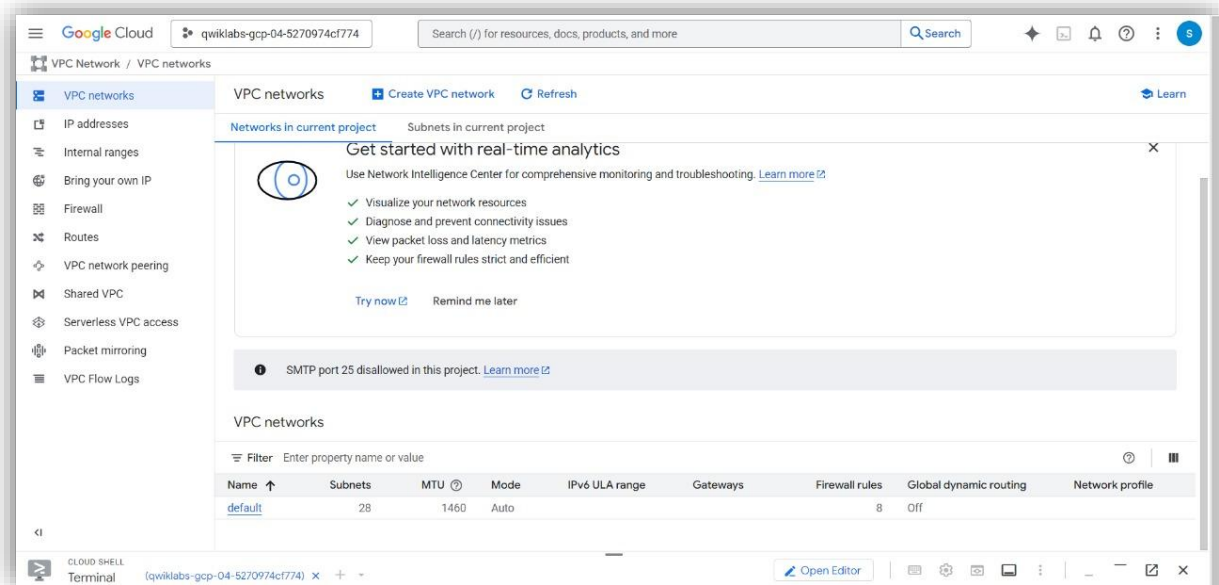 Google Cloud
qwiklabs-gcp-04-5270974cf774
Search (/) for resources, docs, products, and more
Search
S
VPC Network / VPC networks
VPC networks
IP addresses
Internal ranges
Bring your own IP
Firewall
Routes
VPC network peering
Shared VPC
Serverless VPC access
Packet mirroring
VPC Flow Logs
VPC networks Create VPC network Refresh Learn
Networks in current project Subnets in current project
Get started with real-time analytics
Use Network Intelligence Center for comprehensive monitoring and troubleshooting. Learn more
Visualize your network resources
Diagnose and prevent connectivity issues
View packet loss and latency metrics
Keep your firewall rules strict and efficient
Try now Remind me later
SMTP port 25 disallowed in this project. Learn more
VPC networks
Filter Enter property name or value
Name Subnets MTU Mode IPv6 ULA range Gateways Firewall rules Global dynamic routing Network profile
default 28 1460 Auto 8 Off
CLOUD SHELL
Terminal (qwiklabs-gcp-04-5270974cf774) Open Editor